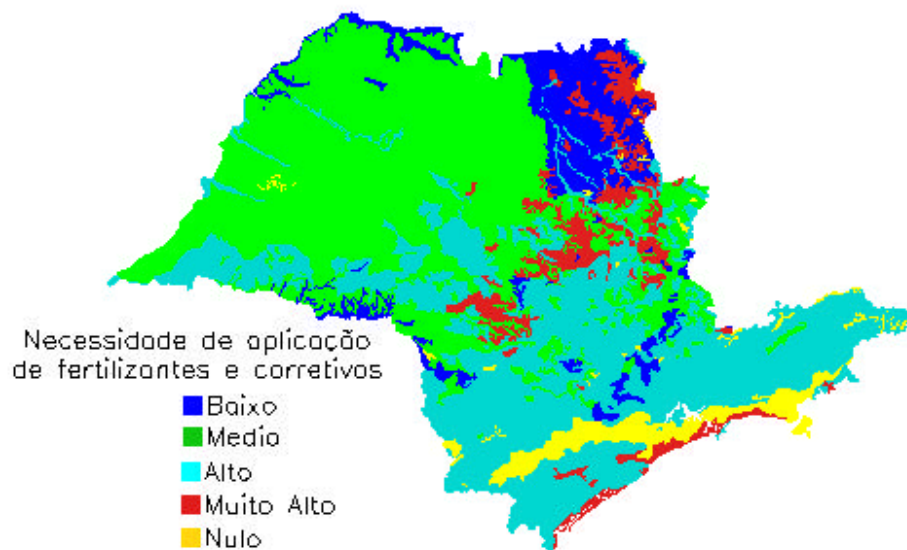 Necessidade de aplicação
de fertilizantes e corretivos
Baixo
Medio
Alto
Muito Alto
Nulo